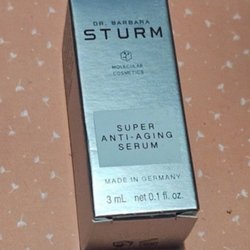 DR. BARBARA
STURM
MOLECULAR
COSMETICS
SUPER
ANTI-AGING
SERUM
MADE IN GERMANY
3 mL net 0.1 fl. oz.